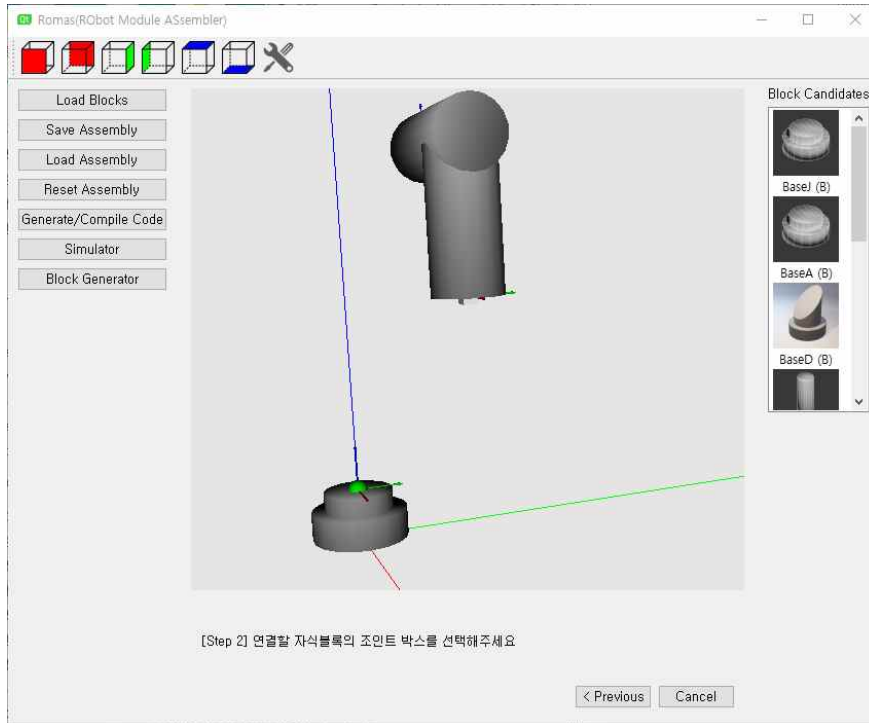 Qt Romas(RObot Module ASsembler)
Load Blocks
Save Assembly
Load Assembly
Reset Assembly
Generate/Compile Code
Simulator
Block Generator
Block Candidates
BaseJ (B)
BaseA (B)
BaseD (B)
[Step 2] 연결할 자식블록의 조인트 박스를 선택해주세요
< Previous
Cancel